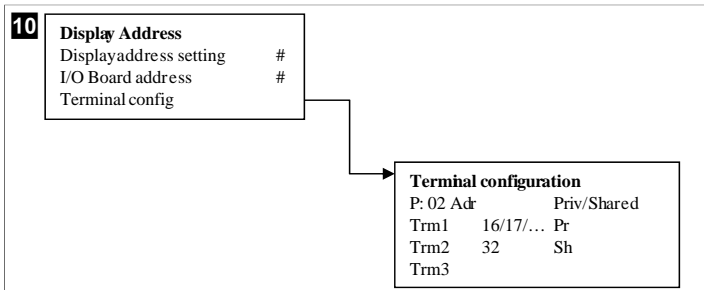 10
Display Address
Displayaddress setting #
I/O Board address #
Terminal config
Terminal configuration
P: 02 Adr Priv/Shared
Trm1 16/17/… Pr
Trm2 32 Sh
Trm3